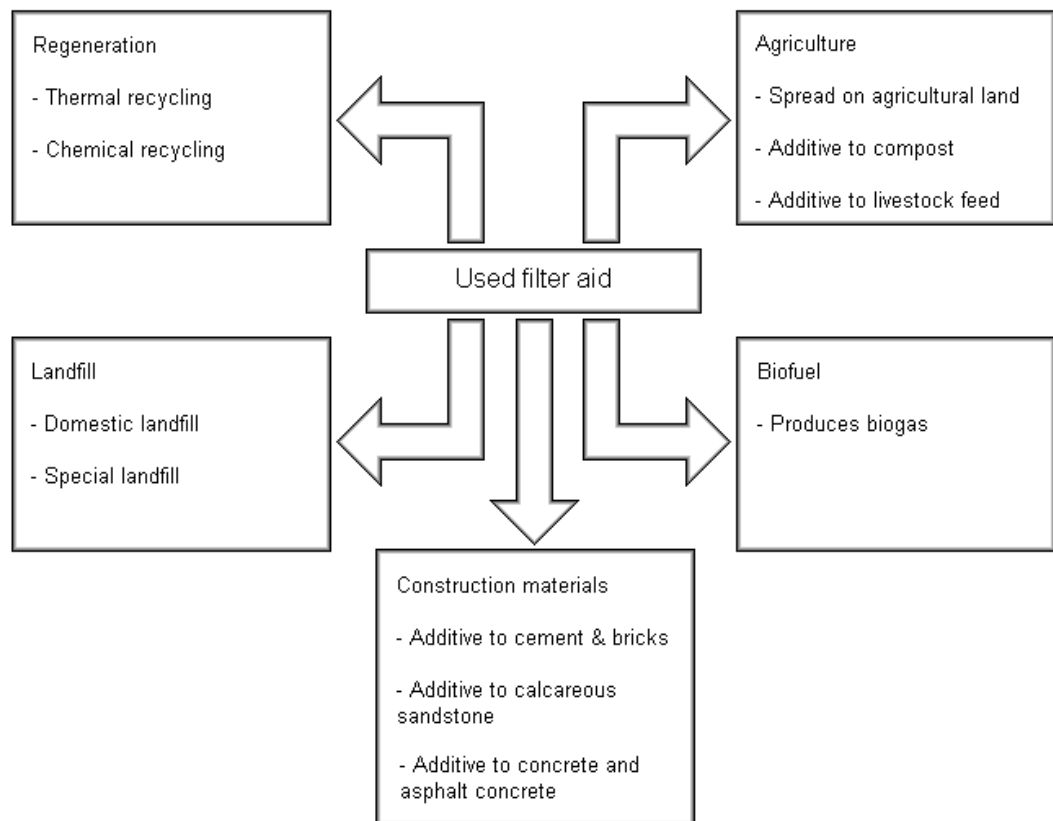 Regeneration
- Thermal recycling
- Chemical recycling
Agriculture
- Spread on agricultural land
- Additive to compost
- Additive to livestock feed
Used filter aid
Landfill
- Domestic landfill
- Special landfill
Biofuel
- Produces biogas
Construction materials
- Additive to cement & bricks
- Additive to calcareous
sandstone
- Additive to concrete and
asphalt concrete